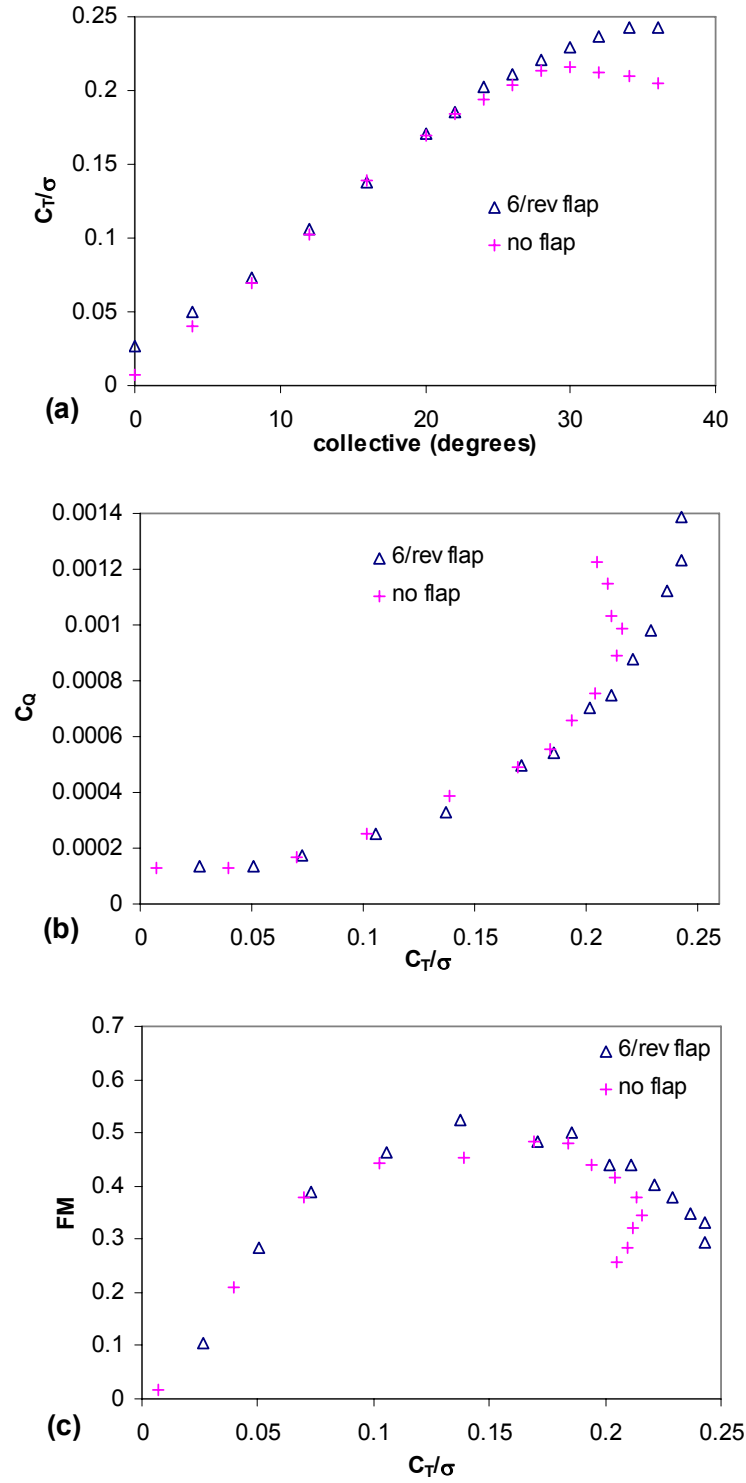 0.25
0.2
0.15
0.1
0.05
0
C_T/σ
6/rev flap
no flap
0 10 20 30 40
(a)
collective (degrees)
0.0014
0.0012
0.001
0.0008
0.0006
0.0004
0.0002
0
C_Q
6/rev flap
no flap
0 0.05 0.1 0.15 0.2 0.25
(b)
C_T/σ
0.7
0.6
0.5
0.4
0.3
0.2
0.1
0
FM
6/rev flap
no flap
0 0.05 0.1 0.15 0.2 0.25
(c)
C_T/σ